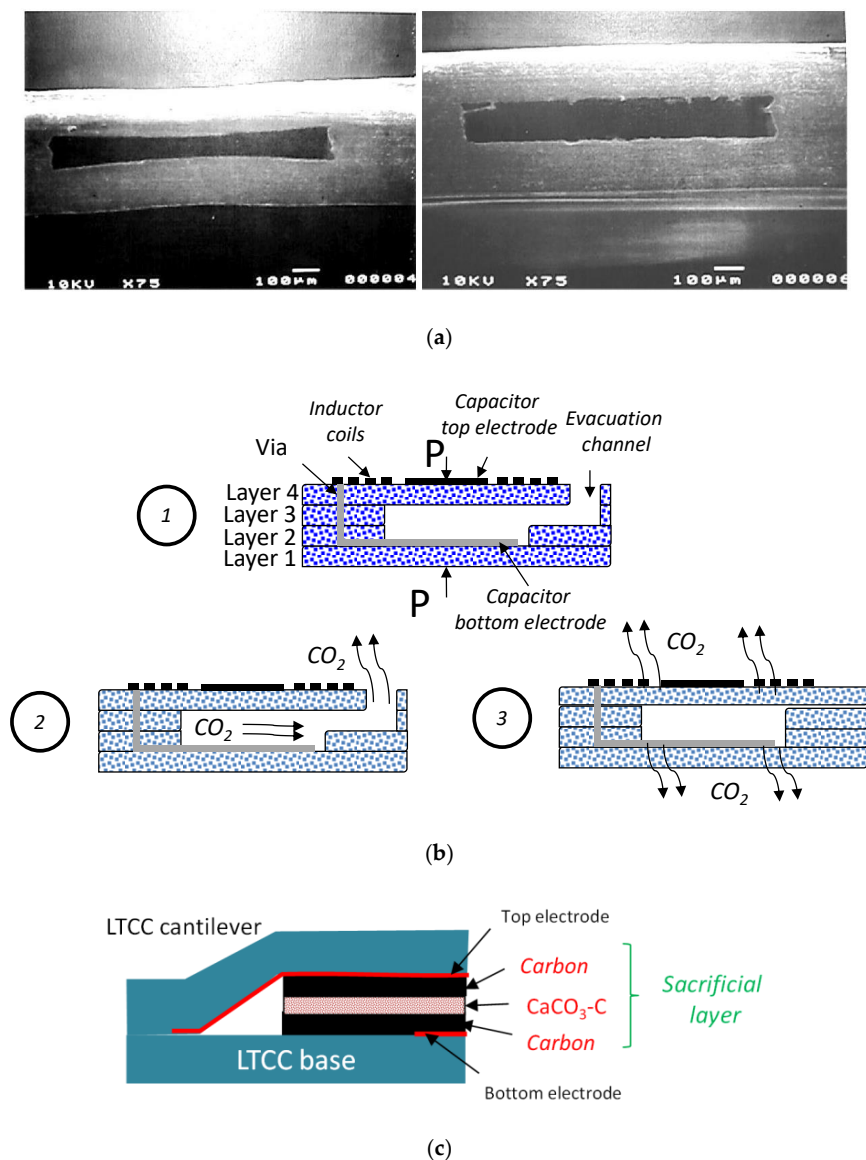 10KV X75 100µm 000004
10KV X75 100µm 000006
(a)
Inductor
coils
Capacitor
top electrode
Evacuation
channel
Via
P
Layer 4
Layer 3
Layer 2
Layer 1
1
P
Capacitor
bottom electrode
CO2
CO2
2
CO2
3
CO2
(b)
LTCC cantilever
Top electrode
Carbon
CaCO3-C
Carbon
Sacrificial
layer
LTCC base
Bottom electrode
(c)